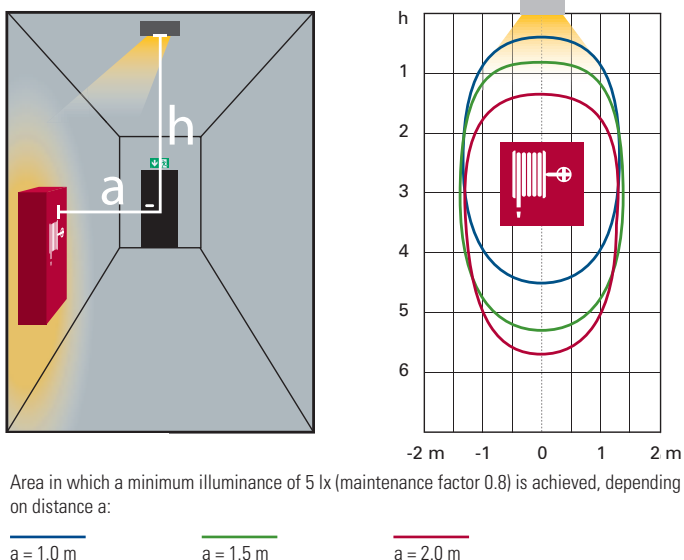 h
a
h
1
2
3
4
5
6
-2 m -1 0 1 2 m
Area in which a minimum illuminance of 5 lx (maintenance factor 0.8) is achieved, depending
on distance a:
a = 1.0 m a = 1.5 m a = 2.0 m